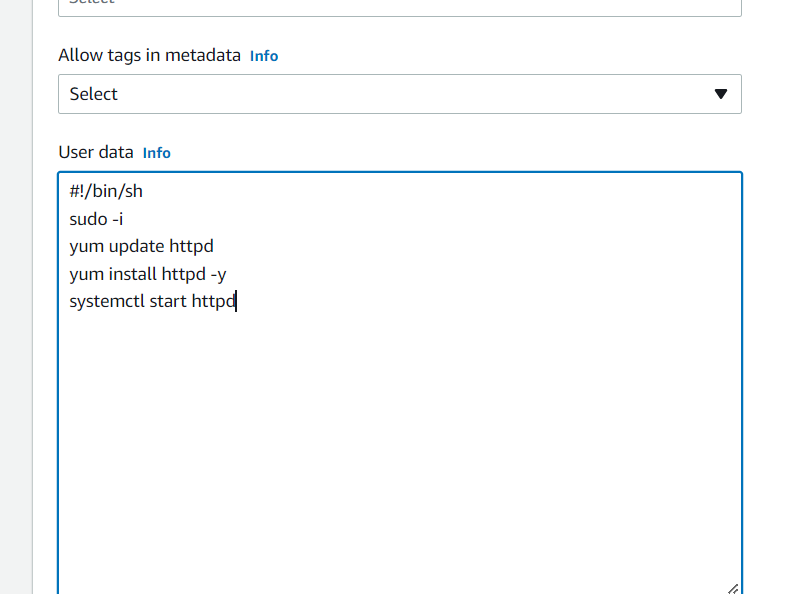 Select
Allow tags in metadata Info
Select
User data Info
#!/bin/sh
sudo -i
yum update httpd
yum install httpd -y
systemctl start httpd